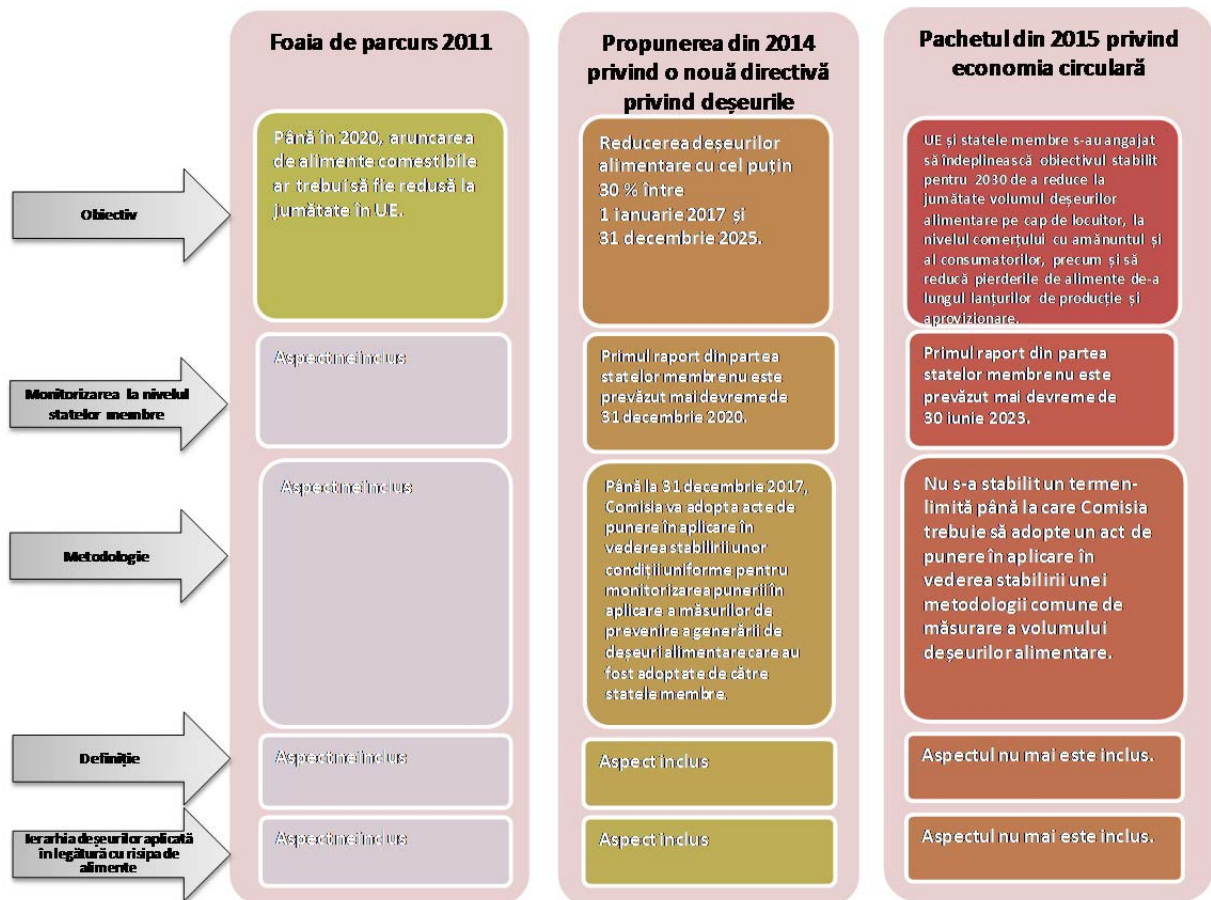 Foaia de parcurs 2011
Propunerea din 2014
privind o nouă directivă
privind deșeurile
Pachetul din 2015 privind
economia circulară
Obiectiv
Până în 2020, aruncarea
de alimente comestibile
ar trebui să fie redusă la
jumătate în UE.
Reducerea deșeurilor
alimentare cu cel puțin
30 % între
1 ianuarie 2017 și
31 decembrie 2025.
UE și statele membre s-au angajat
să îndeplinească obiectivul stabilit
pentru 2030 de a reduce la
jumătate volumul deșeurilor
alimentare pe cap de locuitor, la
nivelul comerțului cu amănuntul și
al consumatorilor, precum și să
reducă pierderile de alimente de-a
lungul lanțurilor de producție și
aprovizionare.
Monitorizarea la nivelul
statelor membre
Aspect neinclus
Primul raport din partea
statelor membre nu este
prevăzut mai devreme de
31 decembrie 2020.
Primul raport din partea
statelor membre nu este
prevăzut mai devreme de
30 iunie 2023.
Metodologie
Aspect neinclus
Până la 31 decembrie 2017,
Comisia va adopta acte de
punere în aplicare în
vederea stabilirii unor
condiții uniforme pentru
monitorizarea punerii în
aplicare a măsurilor de
prevenire a generării de
deșeuri alimentare care au
fost adoptate de către
statele membre.
Nu s-a stabilit un termen-
limită până la care Comisia
trebuie să adopte un act de
punere în aplicare în
vederea stabilirii unei
metodologii comune de
măsurare a volumului
deșeurilor alimentare.
Definiție
Aspect neinclus
Aspect inclus
Aspectul nu mai este inclus.
Ierarhia deșeurilor aplicată
în legătură cu risipa de
alimente
Aspect neinclus
Aspect inclus
Aspectul nu mai este inclus.